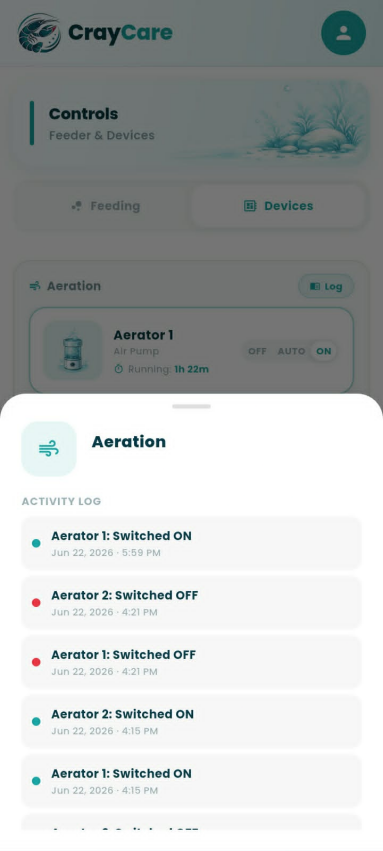 CrayCare
Controls
Feeder & Devices
Feeding
Devices
Aeration
Log
Aerator 1
Air Pump
OFF AUTO ON
Running: 1h 22m
Aeration
ACTIVITY LOG
Aerator 1: Switched ON
Jun 22, 2026 · 5:59 PM
Aerator 2: Switched OFF
Jun 22, 2026 · 4:21 PM
Aerator 1: Switched OFF
Jun 22, 2026 · 4:21 PM
Aerator 2: Switched ON
Jun 22, 2026 · 4:15 PM
Aerator 1: Switched ON
Jun 22, 2026 · 4:15 PM